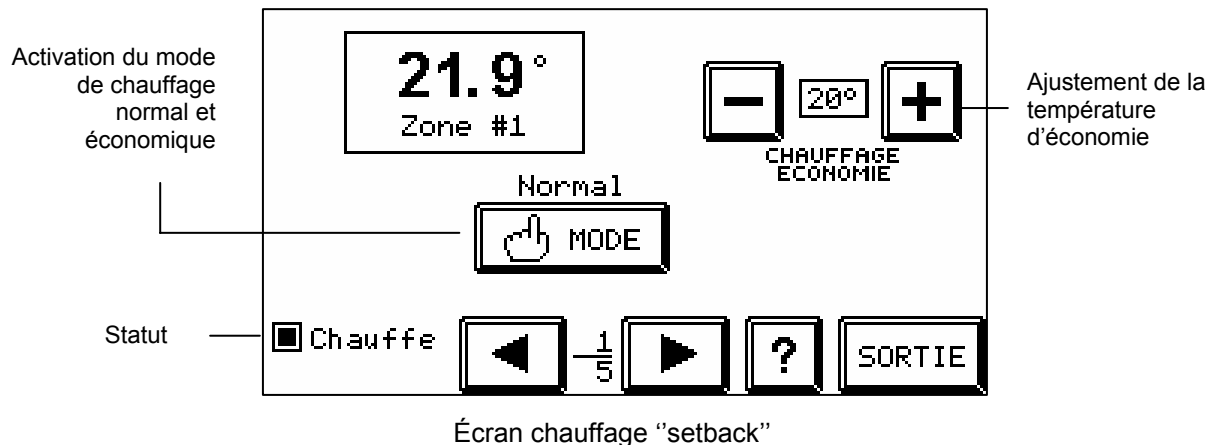 Activation du mode
de chauffage
normal et
économique
21.9°
Zone #1
20°
CHAUFFAGE
ECONOMIE
Ajustement de la
température
d'économie
Normal
MODE
Statut
Chauffe
1
5
?
SORTIE
Écran chauffage ‘’setback’’